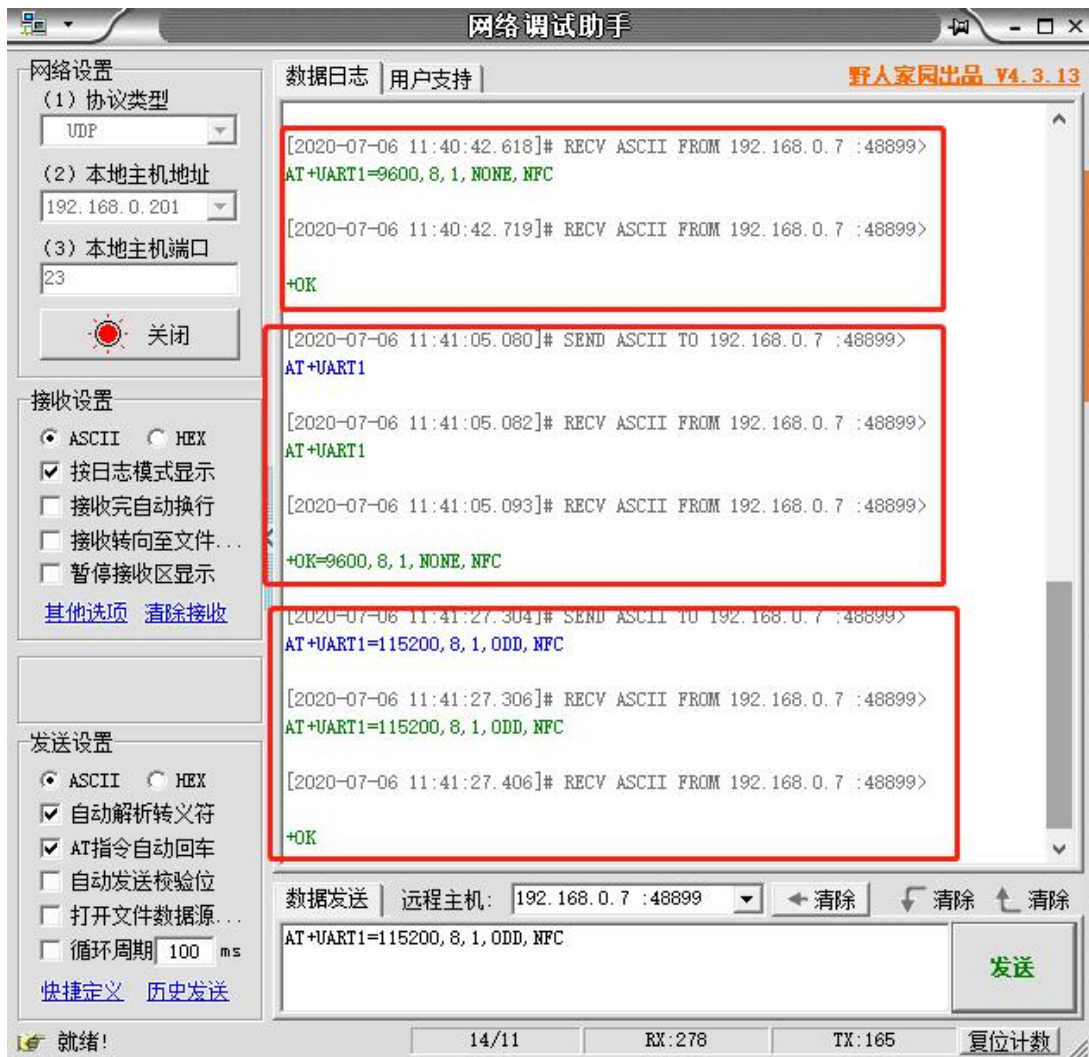 网络调试助手
网络设置
(1) 协议类型
UDP
(2) 本地主机地址
192.168.0.201
(3) 本地主机端口
23
关闭
接收设置
ASCII HEX
按日志模式显示
接收完自动换行
接收转向至文件...
暂停接收区显示
其他选项 清除接收
发送设置
ASCII HEX
自动解析转义符
AT指令自动回车
自动发送校验位
打开文件数据源...
循环周期 100 ms
快捷定义 历史发送
数据日志 用户支持 野人家园出品 V4.3.13
[2020-07-06 11:40:42.618]# RECV ASCII FROM 192.168.0.7 :48899>
AT+UART1=9600,8,1,NONE,NFC
[2020-07-06 11:40:42.719]# RECV ASCII FROM 192.168.0.7 :48899>
+OK
[2020-07-06 11:41:05.080]# SEND ASCII TO 192.168.0.7 :48899>
AT+UART1
[2020-07-06 11:41:05.082]# RECV ASCII FROM 192.168.0.7 :48899>
AT+UART1
[2020-07-06 11:41:05.093]# RECV ASCII FROM 192.168.0.7 :48899>
+OK=9600,8,1,NONE,NFC
[2020-07-06 11:41:27.304]# SEND ASCII TO 192.168.0.7 :48899>
AT+UART1=115200,8,1,ODD,NFC
[2020-07-06 11:41:27.306]# RECV ASCII FROM 192.168.0.7 :48899>
AT+UART1=115200,8,1,ODD,NFC
[2020-07-06 11:41:27.406]# RECV ASCII FROM 192.168.0.7 :48899>
+OK
数据发送 远程主机: 192.168.0.7 :48899 清除 清除 清除
AT+UART1=115200,8,1,ODD,NFC
发送
就绪! 14/11 RX:278 TX:165 复位计数